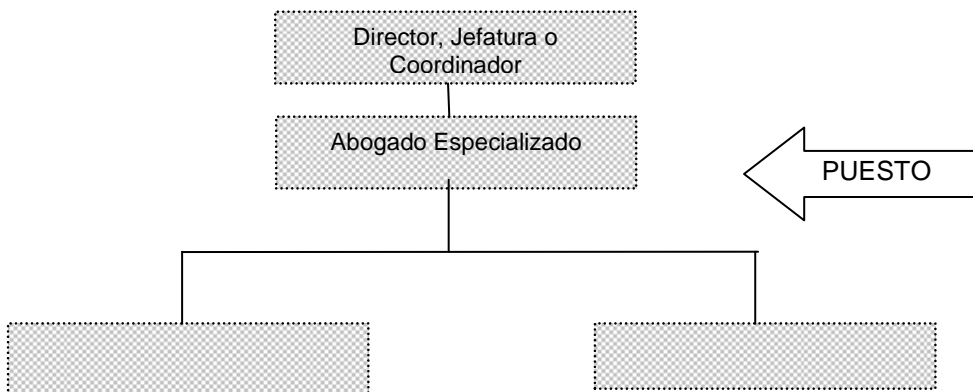 Director, Jefatura o
Coordinador
Abogado Especializado
PUESTO